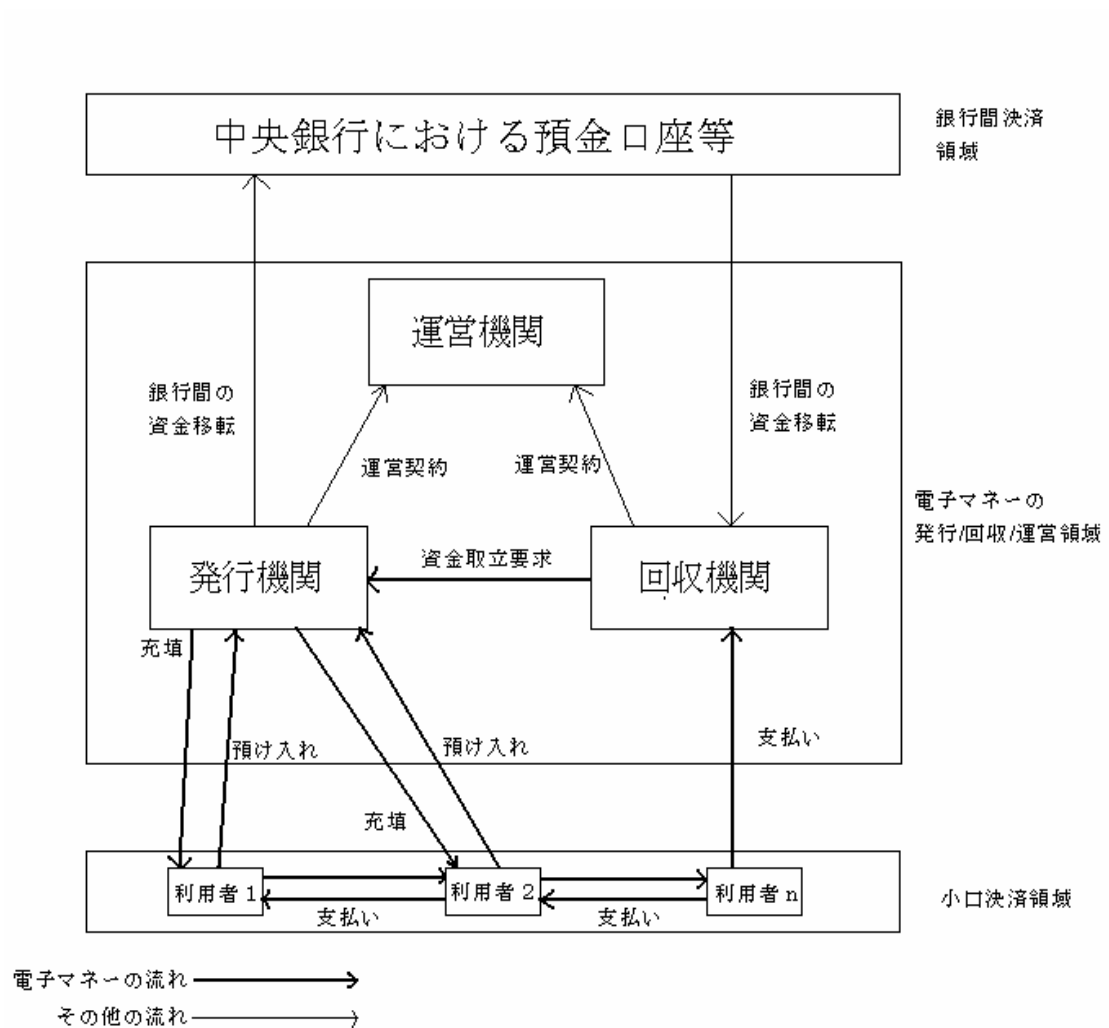 中央銀行における預金口座等
銀行間決済
領域
運営機関
銀行間の
資金移転
銀行間の
資金移転
運営契約
運営契約
電子マネーの
発行/回収/運営領域
発行機関
資金取立要求
回収機関
充填
預け入れ
預け入れ
支払い
充填
利用者1
利用者2
利用者n
支払い
支払い
小口決済領域
電子マネーの流れ
その他の流れ